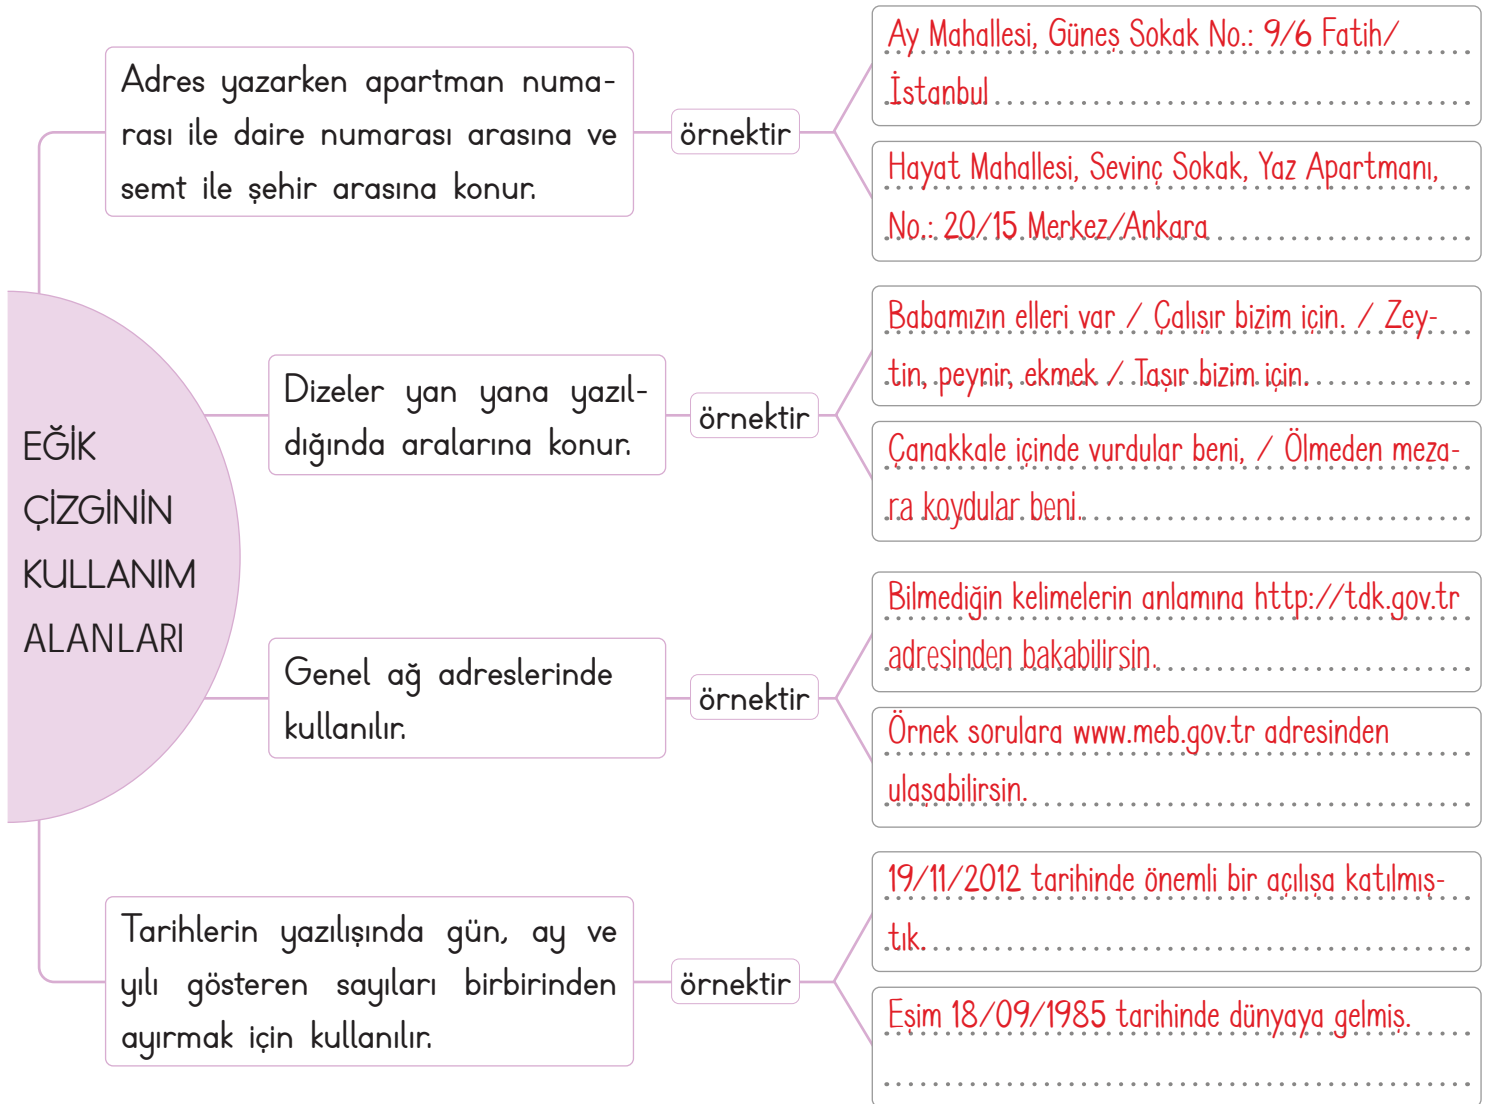 EĞİK
ÇİZGİNİN
KULLANIM
ALANLARI
Adres yazarken apartman numa-
rası ile daire numarası arasına ve
semt ile şehir arasına konur.
örnektir
Ay Mahallesi, Güneş Sokak No.: 9/6 Fatih/
İstanbul
Hayat Mahallesi, Sevinç Sokak, Yaz Apartmanı,
No.: 20/15 Merkez/Ankara
Dizeler yan yana yazıl-
dığında aralarına konur.
örnektir
Babamızın elleri var / Çalışır bizim için. / Zey-
tin, peynir, ekmek / Taşır bizim için.
Çanakkale içinde vurdular beni, / Ölmeden meza-
ra koydular beni.
Genel ağ adreslerinde
kullanılır.
örnektir
Bilmediğin kelimelerin anlamına http://tdk.gov.tr
adresinden bakabilirsin.
Örnek sorulara www.meb.gov.tr adresinden
ulaşabilirsin.
Tarihlerin yazılışında gün, ay ve
yılı gösteren sayıları birbirinden
ayırmak için kullanılır.
örnektir
19/11/2012 tarihinde önemli bir açılışa katılmış-
tık.
Eşim 18/09/1985 tarihinde dünyaya gelmiş.